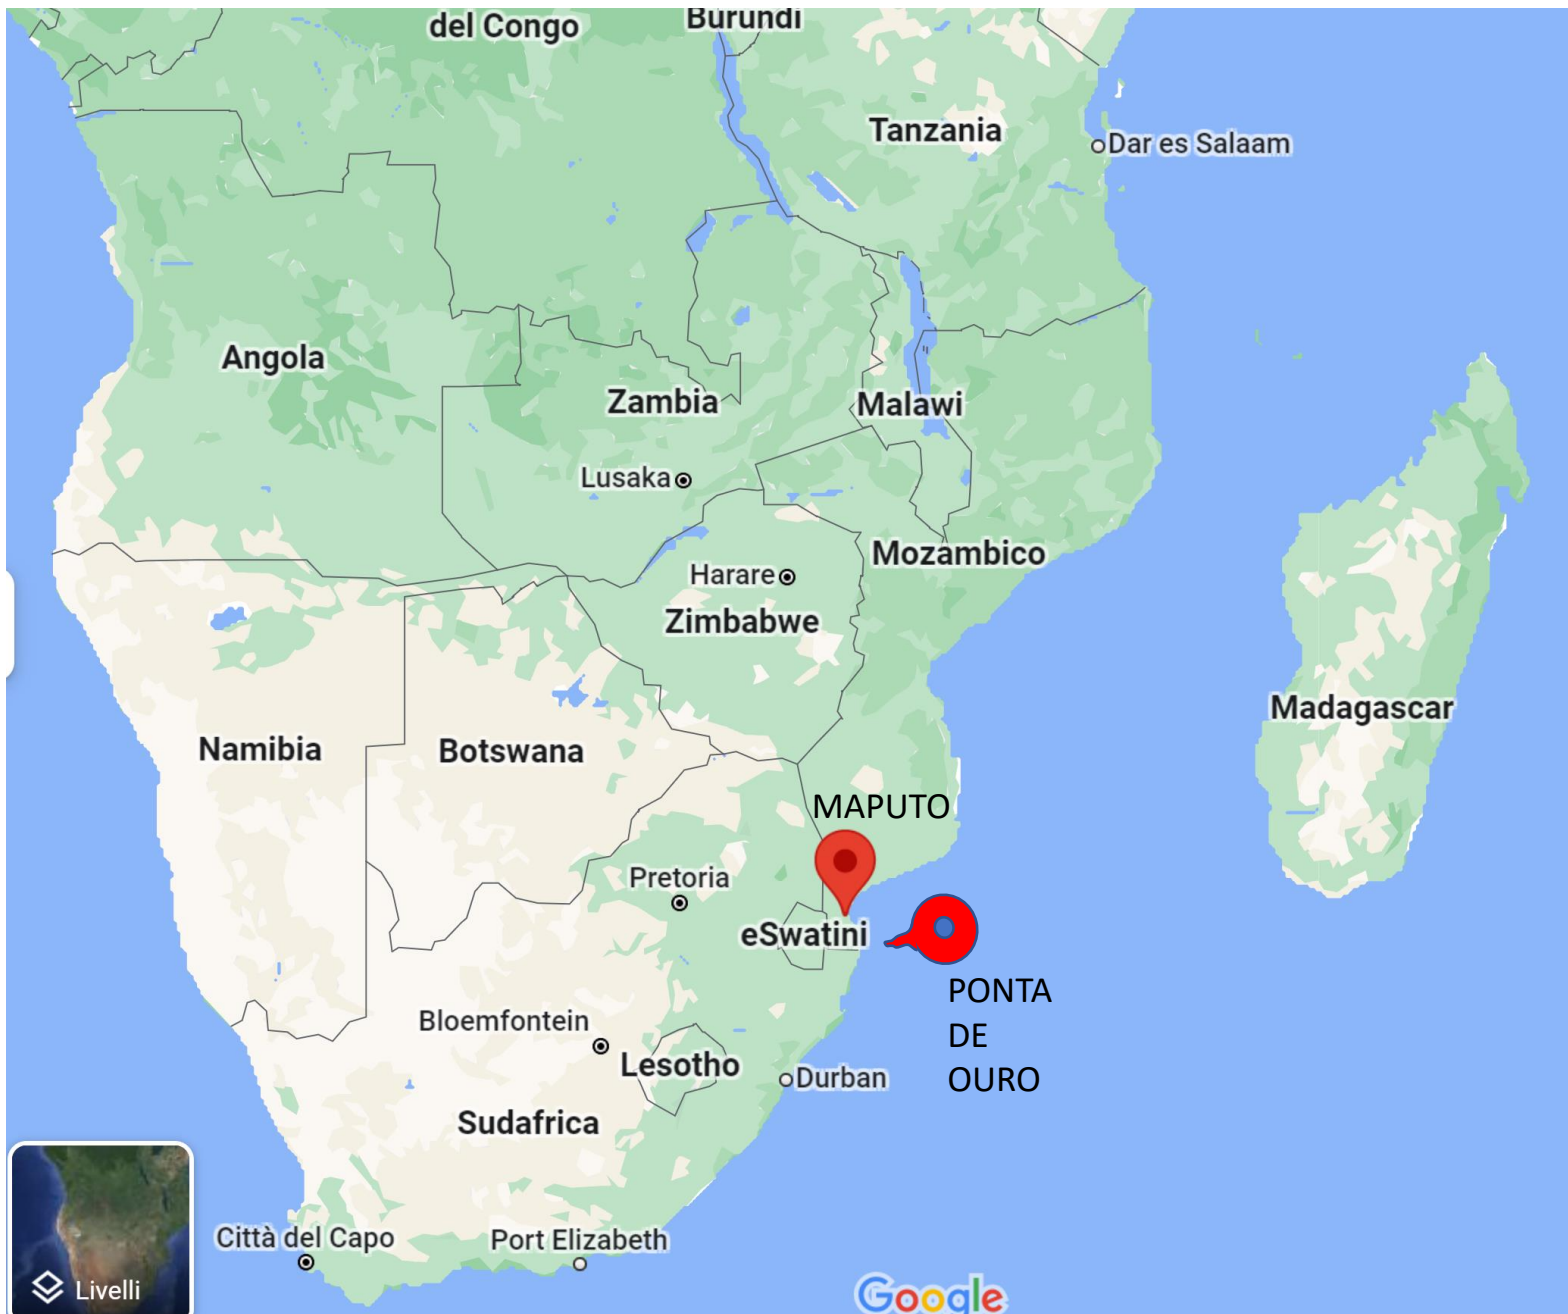 del Congo
Burundi
Tanzania
Dar es Salaam
Angola
Zambia
Malawi
Lusaka
Mozambico
Harare
Zimbabwe
Madagascar
Namibia
Botswana
MAPUTO
Pretoria
eSwatini
PONTA
DE
OURO
Bloemfontein
Lesotho
Durban
Sudafrica
Città del Capo
Port Elizabeth
Livelli
Google